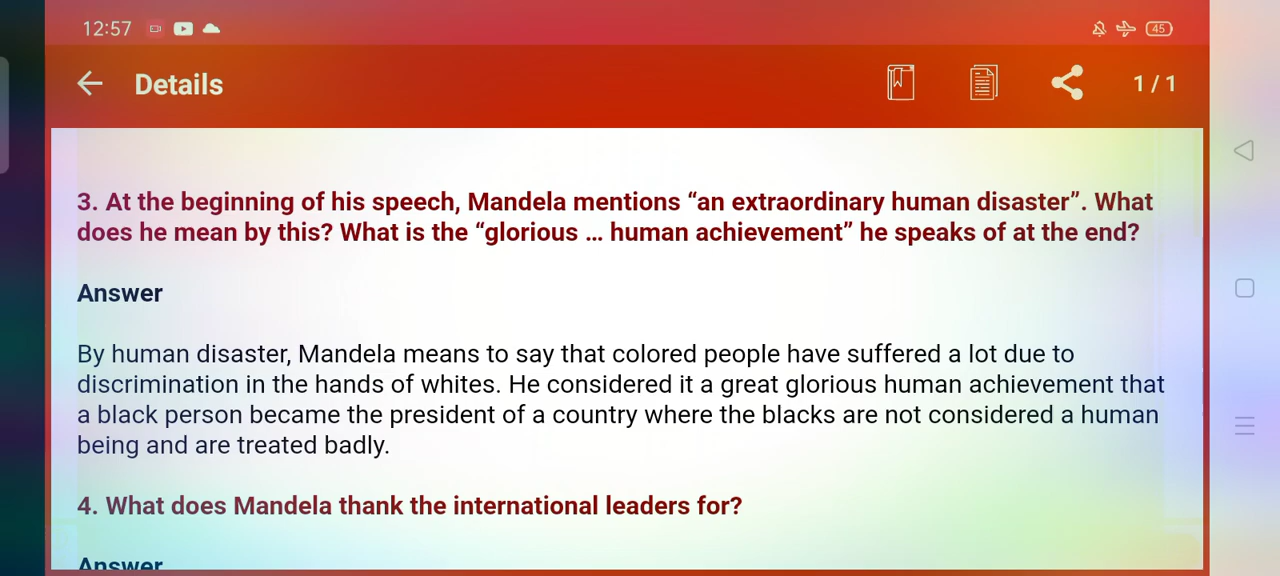 12:57
45
Details
1 / 1
3. At the beginning of his speech, Mandela mentions “an extraordinary human disaster”. What
does he mean by this? What is the “glorious ... human achievement” he speaks of at the end?
Answer
By human disaster, Mandela means to say that colored people have suffered a lot due to
discrimination in the hands of whites. He considered it a great glorious human achievement that
a black person became the president of a country where the blacks are not considered a human
being and are treated badly.
4. What does Mandela thank the international leaders for?
Answer